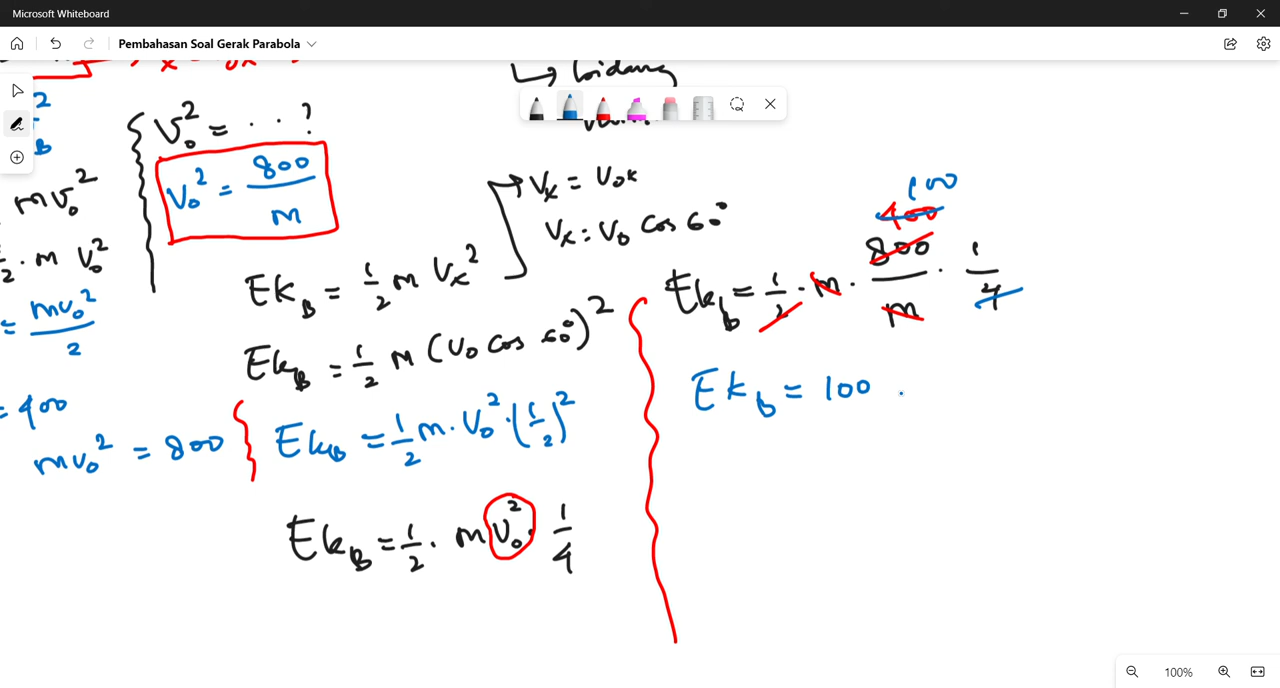 Microsoft Whiteboard
Pembahasan Soal Gerak Parabola
2
B
mv₀²
2 . m v₀²
= mv₀² / 2
= 400
mv₀² = 800
v₀² = . . ?
v₀² = 800 / m
Ek_B = 1/2 m Vx²
Ek_B = 1/2 m (v₀ cos 60°)²
Ek_B = 1/2 m . v₀² . (1/2)²
Ek_B = 1/2 . m v₀² . 1/4
↳ bidang
Vx = V₀x
Vx = V₀ cos 60°
100
400
Ek_B = 1/2 . m . 800 / m . 1/4
Ek_B = 100
100%